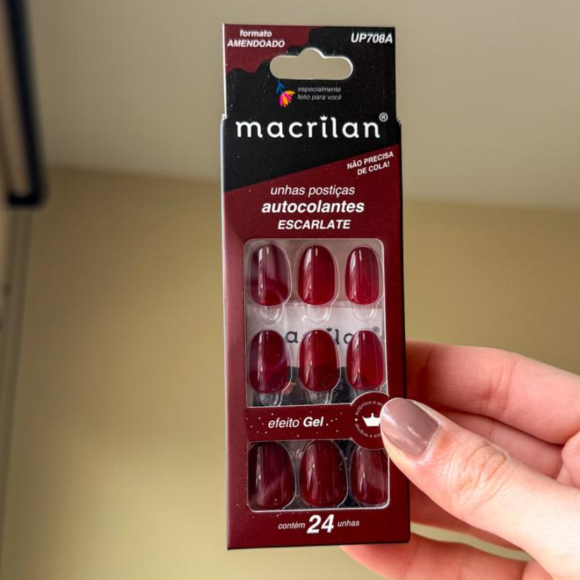 formato
AMENDOADO
UP708A
especialmente
feito para você
macrilan®
NÃO PRECISA
DE COLA!
unhas postiças
autocolantes
ESCARLATE
efeito Gel
contém 24 unhas